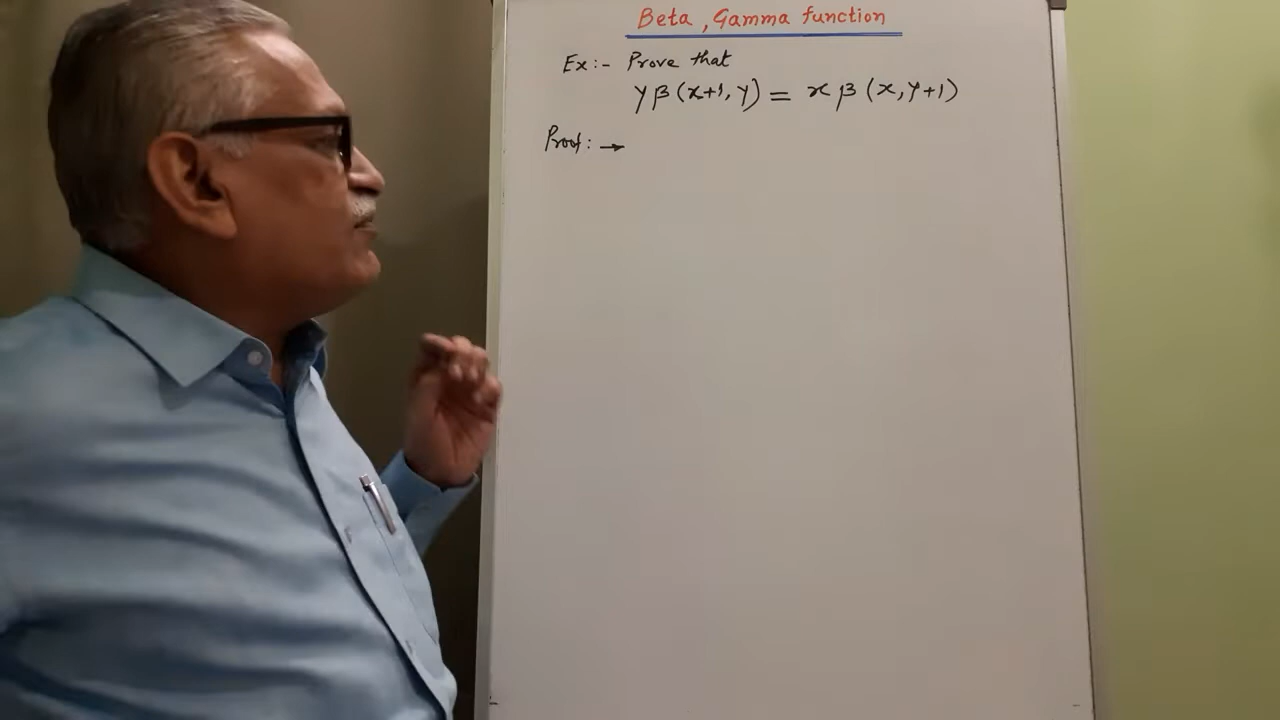 Beta, Gamma function
Ex:- Prove that
y β (x+1, y) = x β (x, y+1)
Proof: →